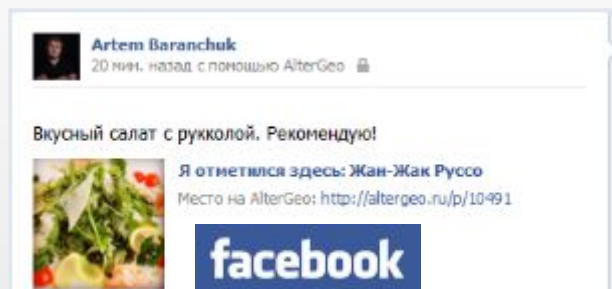 Artem Baranchuk
20 мин. назад с помощью AlterGeo
Вкусный салат с рукколой. Рекомендую!
Я отметился здесь: Жан-Жак Руссо
Место на AlterGeo: http://altergeo.ru/p/10491
facebook